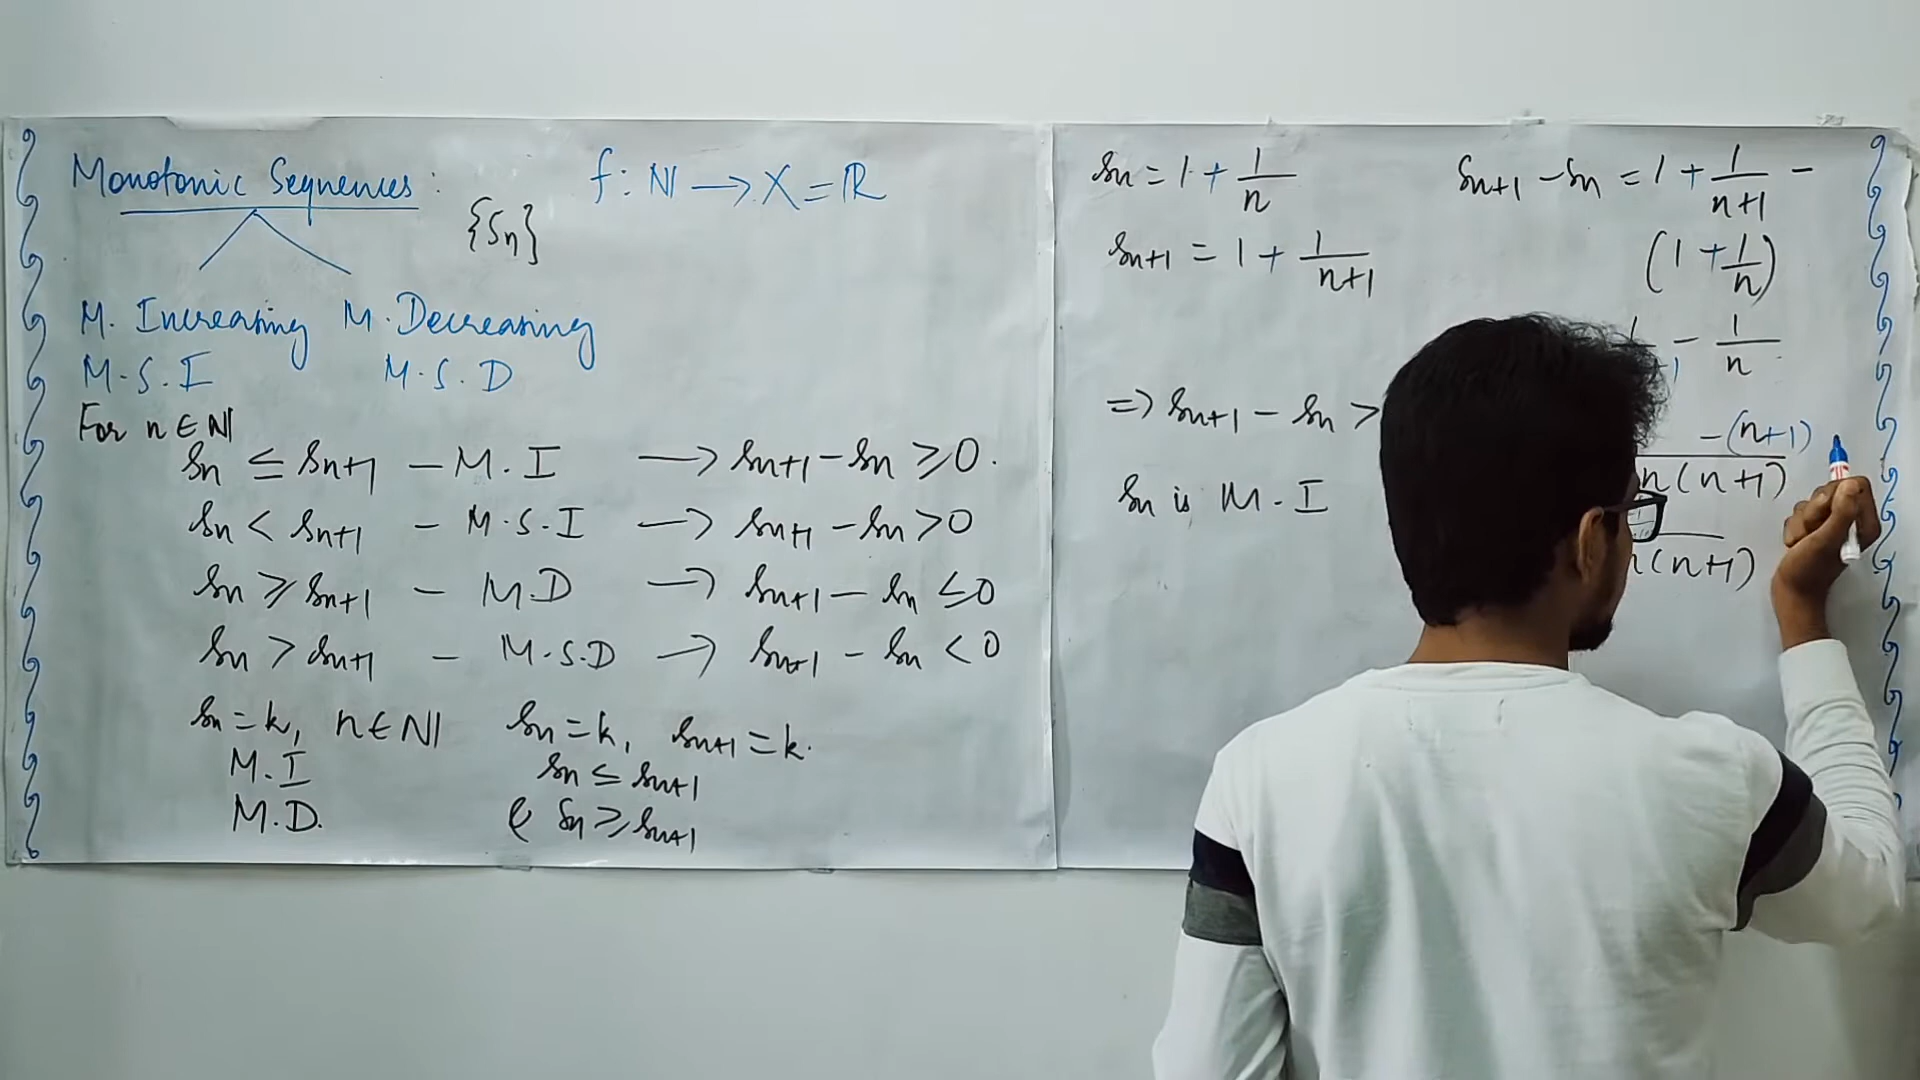 Monotonic Sequences :
f : ℕ → X = ℝ
{Sn}
M. Increasing M. Decreasing
M.S.I M.S.D
For n ∈ ℕ
Sn ≤ Sn+1 – M.I → Sn+1 – Sn ≥ 0.
Sn < Sn+1 – M.S.I → Sn+1 – Sn > 0
Sn ≥ Sn+1 – M.D → Sn+1 – Sn ≤ 0
Sn > Sn+1 – M.S.D → Sn+1 – Sn < 0
Sn = k, n ∈ ℕ Sn = k, Sn+1 = k.
M.I Sn ≤ Sn+1
M.D. & Sn ≥ Sn+1
Sn = 1 + 1/n
Sn+1 = 1 + 1/n+1
=> Sn+1 – Sn >
Sn is M.I
Sn+1 – Sn = 1 + 1/n+1 –
(1 + 1/n)
– 1/n
– (n+1)
n(n+1)
n(n+1)